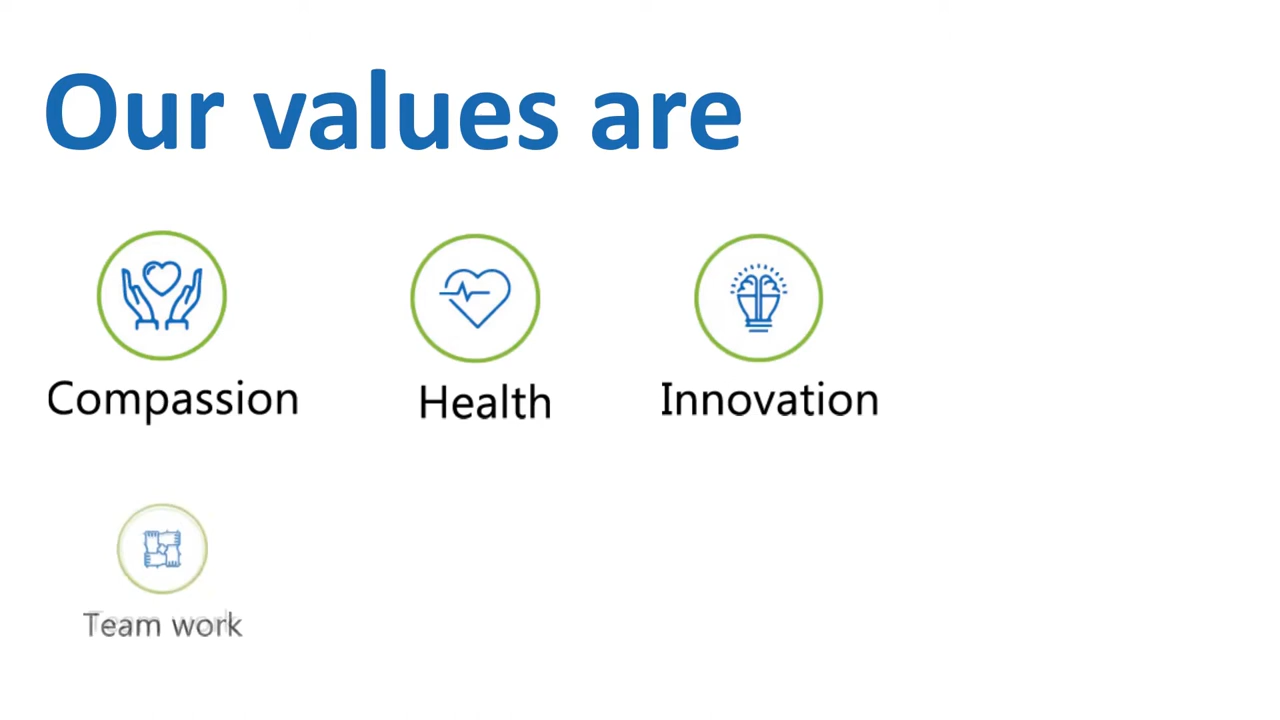 Our values are
Compassion
Health
Innovation
Team work